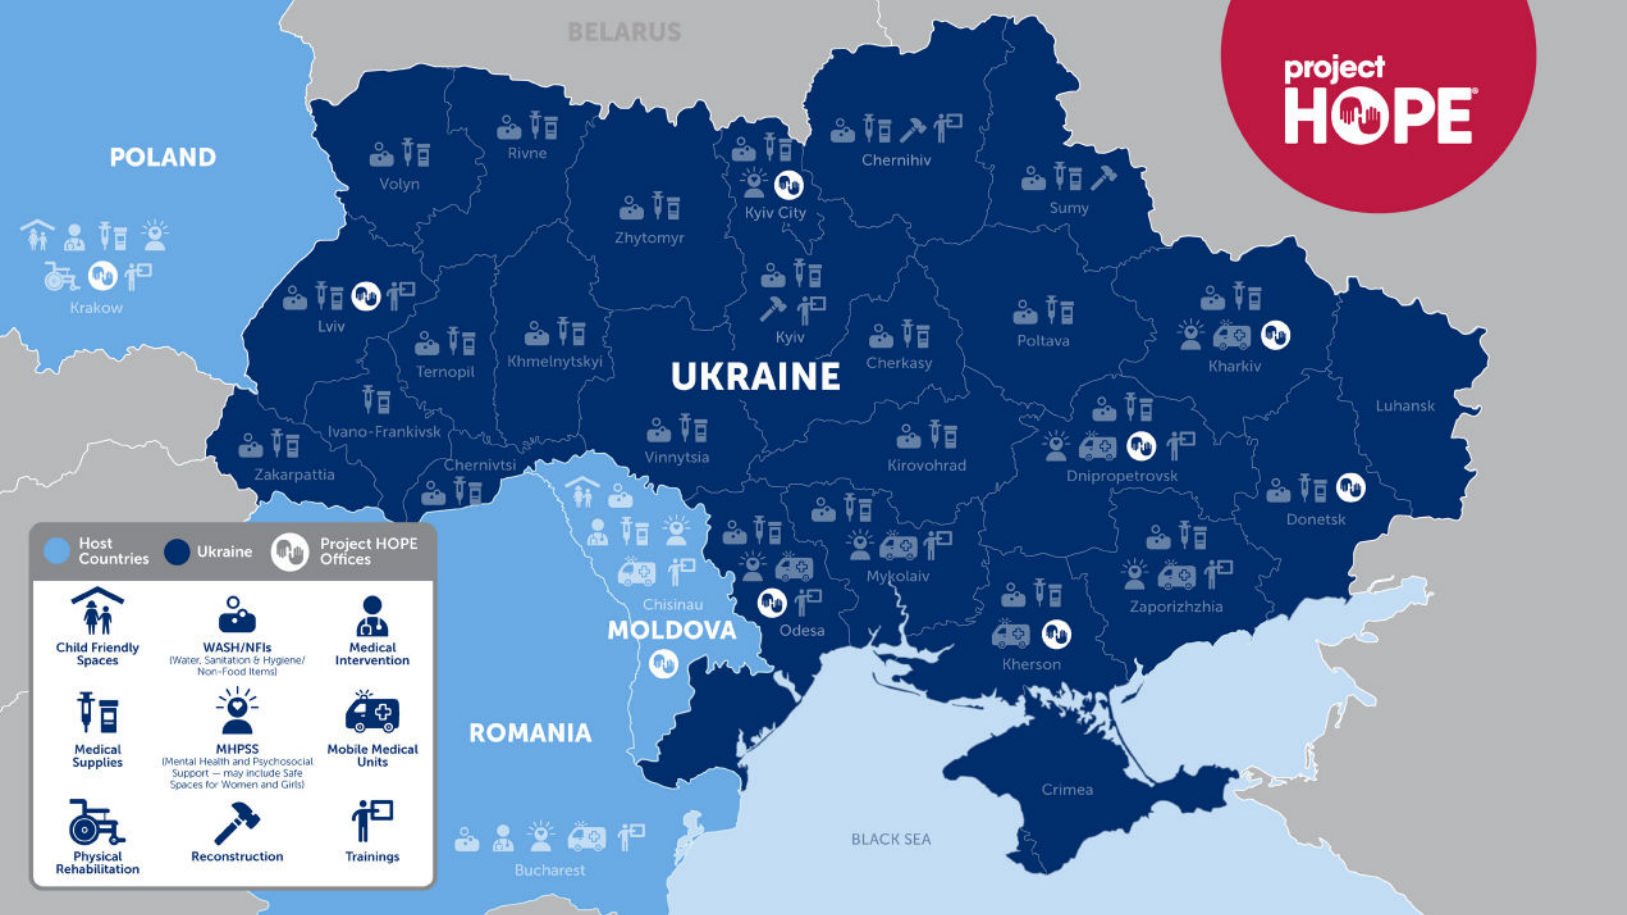 BELARUS
project
HOPE®
POLAND
Krakow
Volyn
Rivne
Zhytomyr
Kyiv City
Chernihiv
Sumy
Lviv
Ternopil
Khmelnytskyi
Kyiv
Cherkasy
Poltava
Kharkiv
Luhansk
UKRAINE
Ivano-Frankivsk
Zakarpattia
Chernivtsi
Vinnytsia
Kirovohrad
Dnipropetrovsk
Donetsk
Chisinau
MOLDOVA
Odesa
Mykolaiv
Kherson
Zaporizhzhia
ROMANIA
Bucharest
Crimea
BLACK SEA
Host
Countries
Ukraine
Project HOPE
Offices
Child Friendly
Spaces
WASH/NFIs
(Water, Sanitation & Hygiene/
Non-Food Items)
Medical
Intervention
Medical
Supplies
MHPSS
(Mental Health and Psychosocial
Support — may include Safe
Spaces for Women and Girls)
Mobile Medical
Units
Physical
Rehabilitation
Reconstruction
Trainings